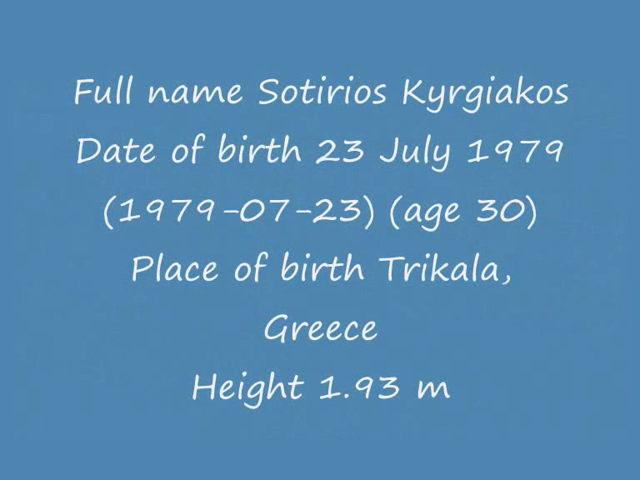 Full name Sotirios Kyrgiakos
Date of birth 23 July 1979
(1979-07-23) (age 30)
Place of birth Trikala,
Greece
Height 1.93 m